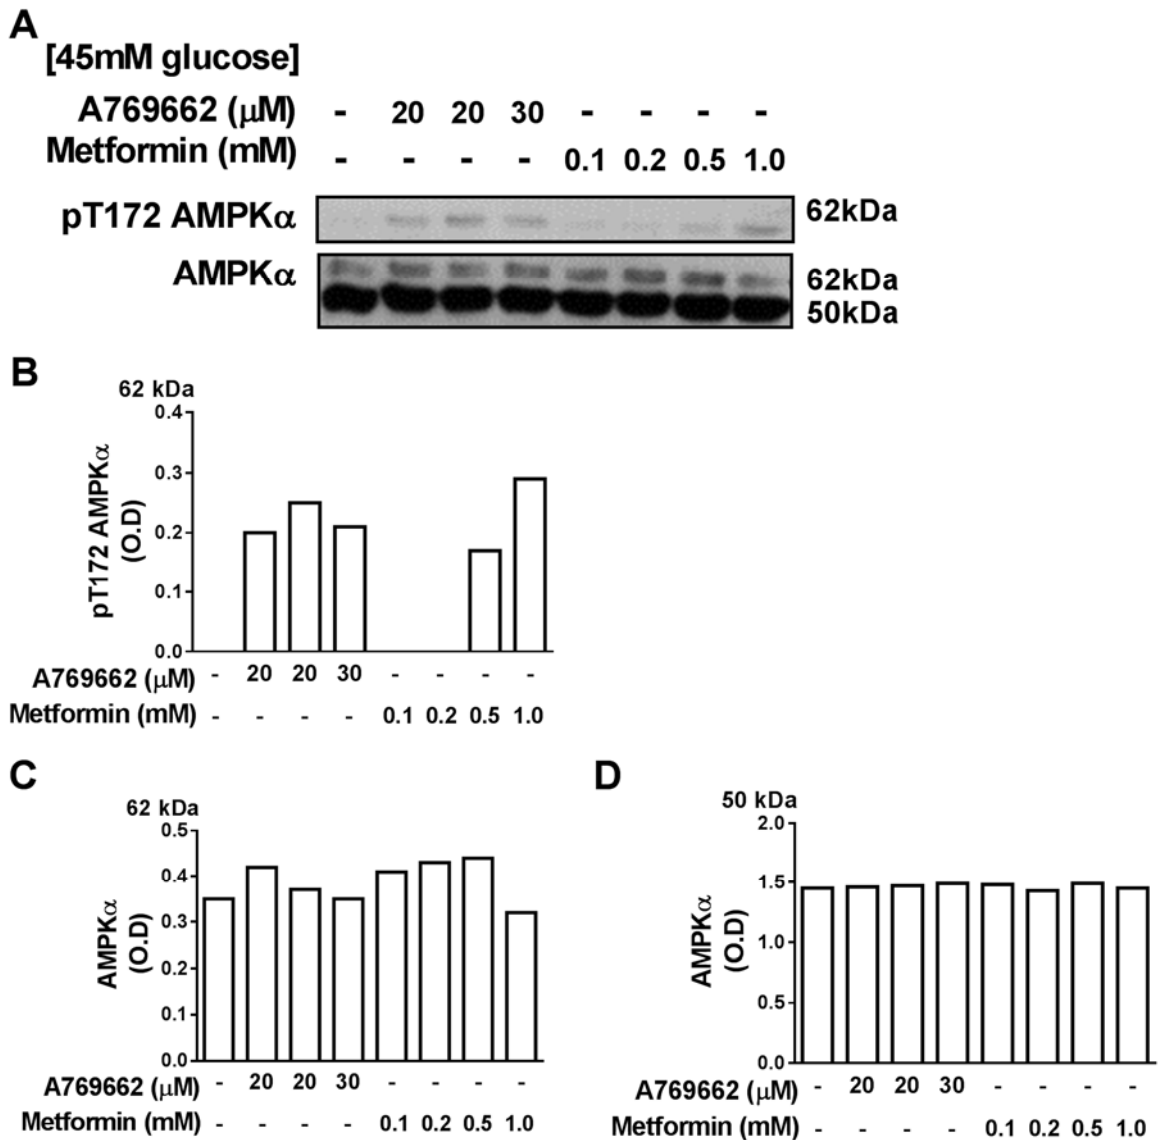 A
[45mM glucose]
A769662 (μM) - 20 20 30 - - - -
Metformin (mM) - - - - 0.1 0.2 0.5 1.0
pT172 AMPKα 62kDa
AMPKα 62kDa
50kDa
B
62 kDa
pT172 AMPKα
(O.D)
0.4
0.3
0.2
0.1
0.0
A769662 (μM) - 20 20 30 - - - -
Metformin (mM) - - - - 0.1 0.2 0.5 1.0
C
62 kDa
AMPKα
(O.D)
0.5
0.4
0.3
0.2
0.1
0.0
A769662 (μM) - 20 20 30 - - - -
Metformin (mM) - - - - 0.1 0.2 0.5 1.0
D
50 kDa
AMPKα
(O.D)
2.0
1.5
1.0
0.5
0.0
A769662 (μM) - 20 20 30 - - - -
Metformin (mM) - - - - 0.1 0.2 0.5 1.0